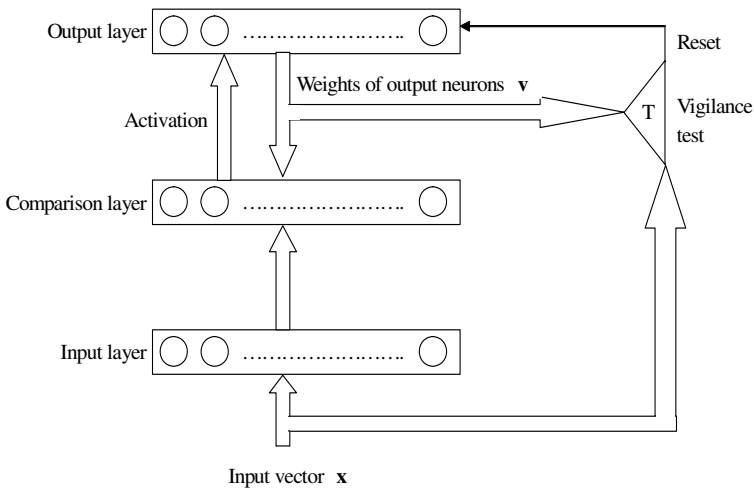 Output layer
........................
Reset
Weights of output neurons v
Activation
T
Vigilance
test
Comparison layer
........................
Input layer
........................
Input vector x